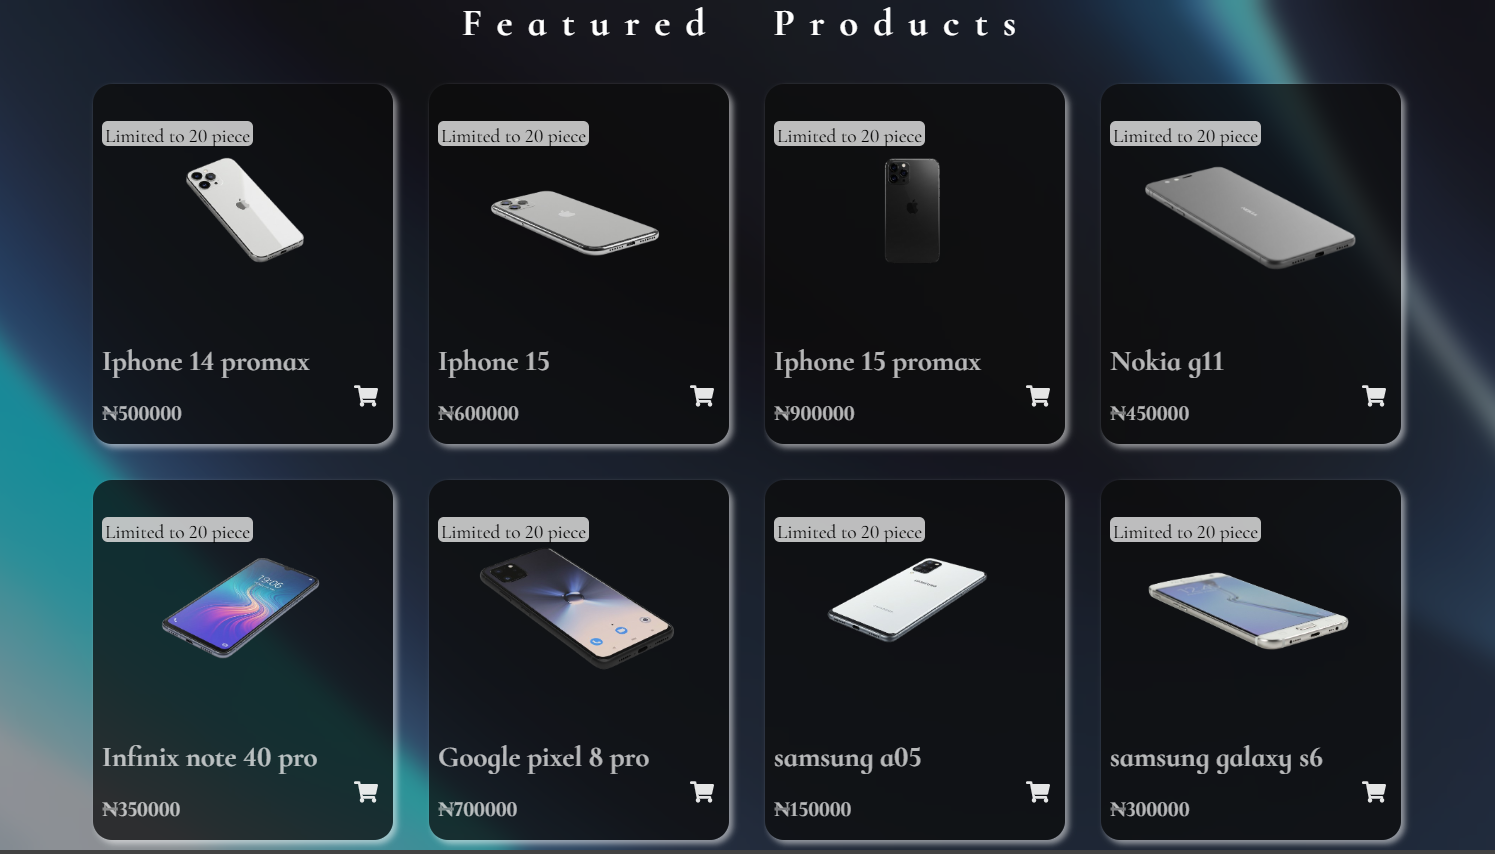 Featured Products
Limited to 20 piece
Limited to 20 piece
Limited to 20 piece
Limited to 20 piece
Iphone 14 promax
Iphone 15
Iphone 15 promax
Nokia g11
₦500000
₦600000
₦900000
₦450000
Limited to 20 piece
Limited to 20 piece
Limited to 20 piece
Limited to 20 piece
19:06
SAMSUNG
Infinix note 40 pro
Google pixel 8 pro
samsung a05
samsung galaxy s6
₦350000
₦700000
₦150000
₦300000